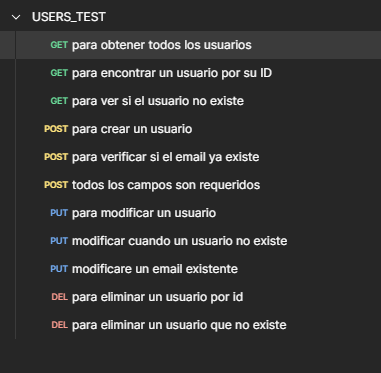 USERS_TEST
GET para obtener todos los usuarios
GET para encontrar un usuario por su ID
GET para ver si el usuario no existe
POST para crear un usuario
POST para verificar si el email ya existe
POST todos los campos son requeridos
PUT para modificar un usuario
PUT modificar cuando un usuario no existe
PUT modificare un email existente
DEL para eliminar un usuario por id
DEL para eliminar un usuario que no existe